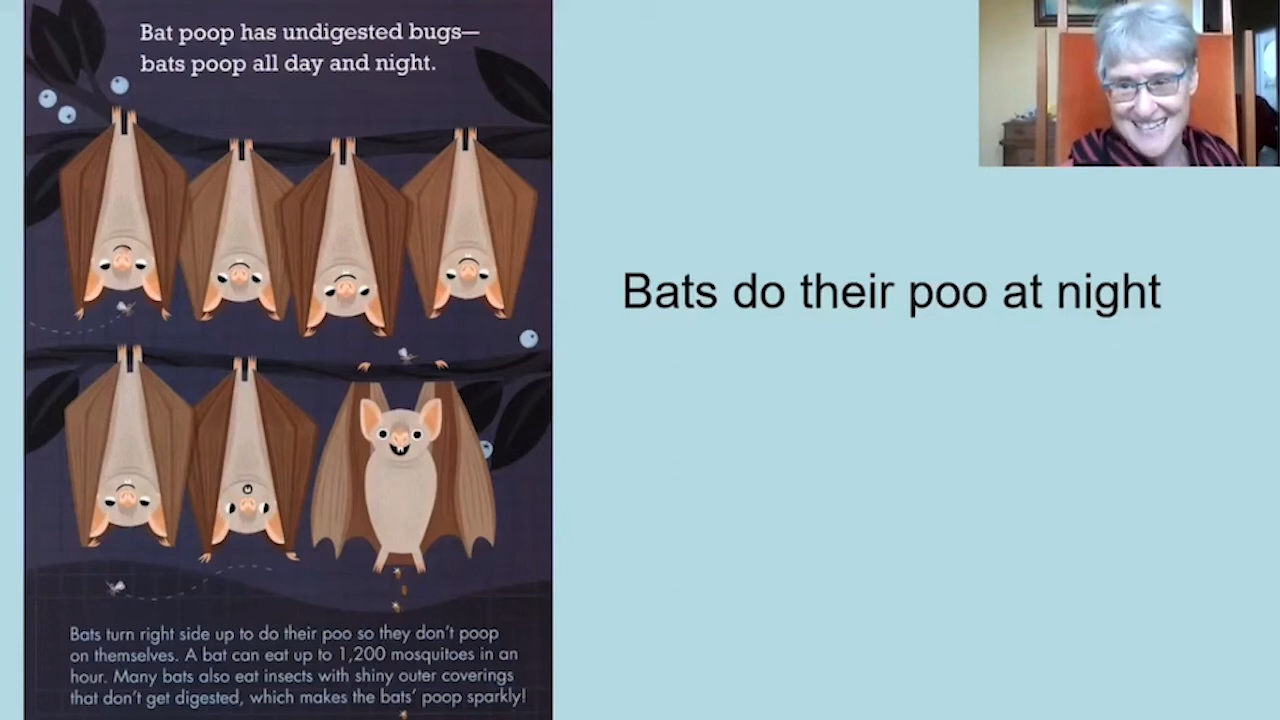 Bat poop has undigested bugs—
bats poop all day and night.
Bats do their poo at night
Bats turn right side up to do their poo so they don't poop
on themselves. A bat can eat up to 1,200 mosquitoes in an
hour. Many bats also eat insects with shiny outer coverings
that don't get digested, which makes the bats' poop sparkly!